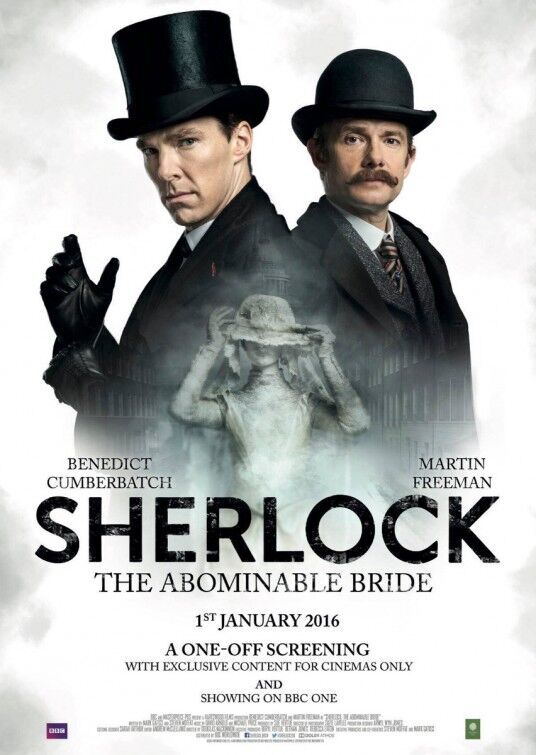 BENEDICT
CUMBERBATCH
MARTIN
FREEMAN
SHERLOCK
THE ABOMINABLE BRIDE
1ST JANUARY 2016
A ONE-OFF SCREENING
WITH EXCLUSIVE CONTENT FOR CINEMAS ONLY
AND
SHOWING ON BBC ONE
BBC